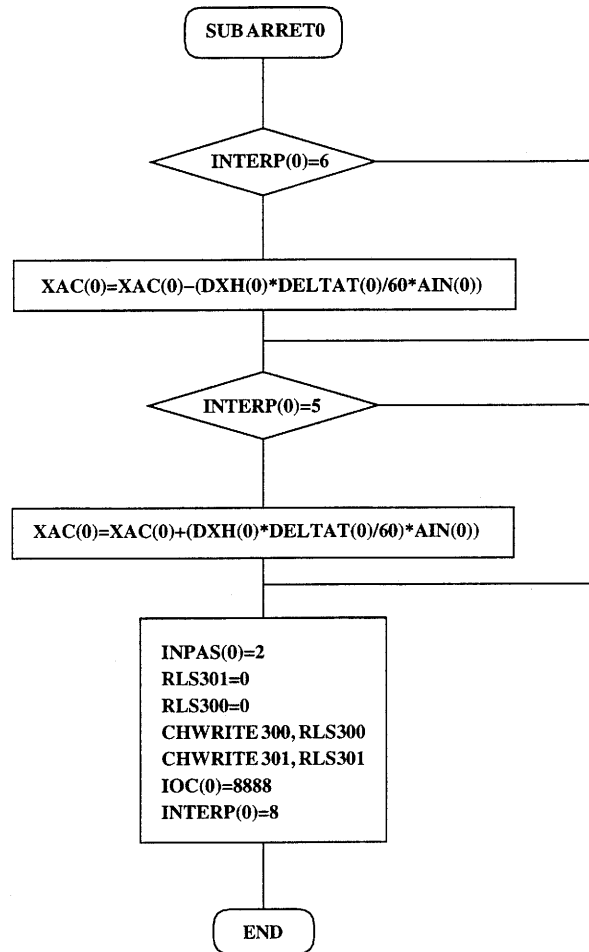 SUB ARRET0
INTERP(0)=6
XAC(0)=XAC(0)−(DXH(0)*DELTAT(0)/60*AIN(0))
INTERP(0)=5
XAC(0)=XAC(0)+(DXH(0)*DELTAT(0)/60)*AIN(0))
INPAS(0)=2
RLS301=0
RLS300=0
CHWRITE 300, RLS300
CHWRITE 301, RLS301
IOC(0)=8888
INTERP(0)=8
END